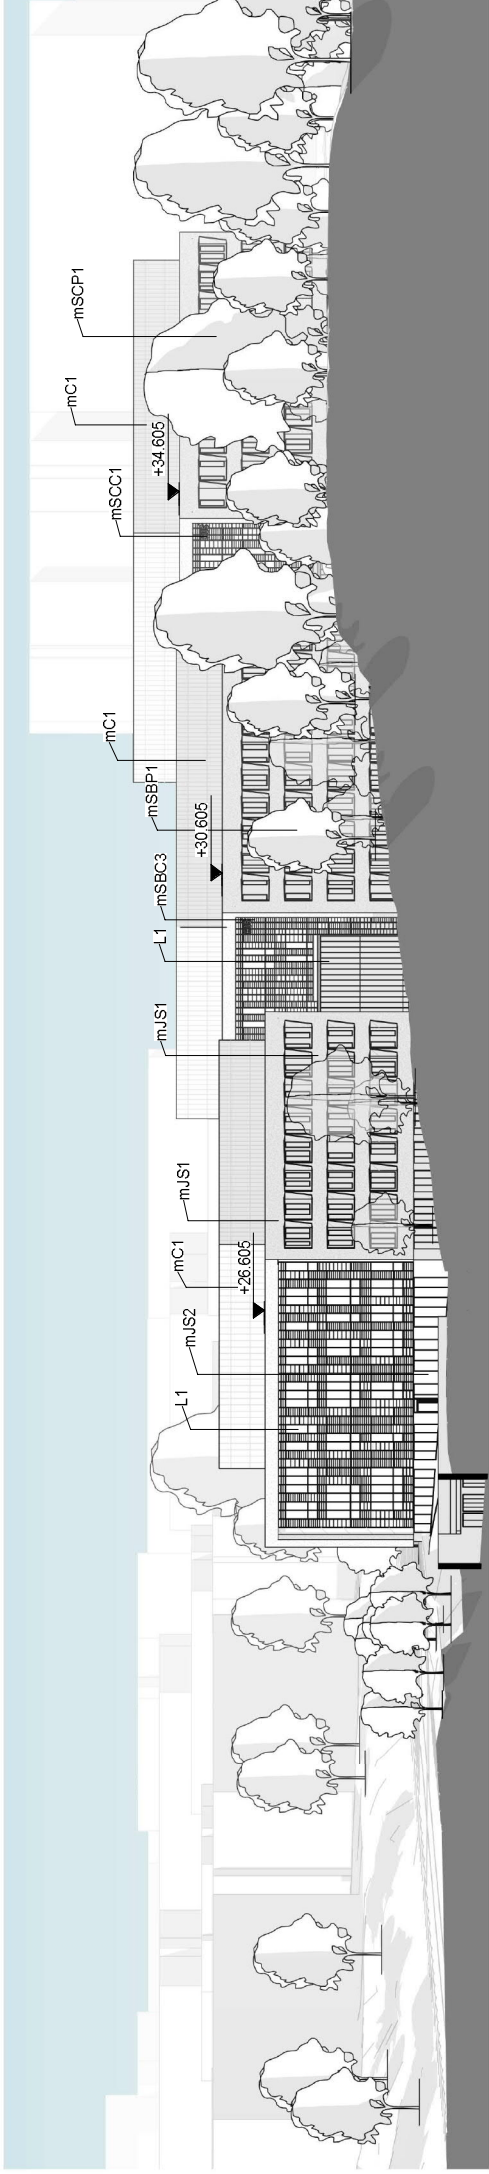 L1
mJS2
mC1
+26.605
mJS1
mJS1
L1
mSBC3
+30.605
mSBP1
mC1
mSCC1
+34.605
mC1
mSCP1